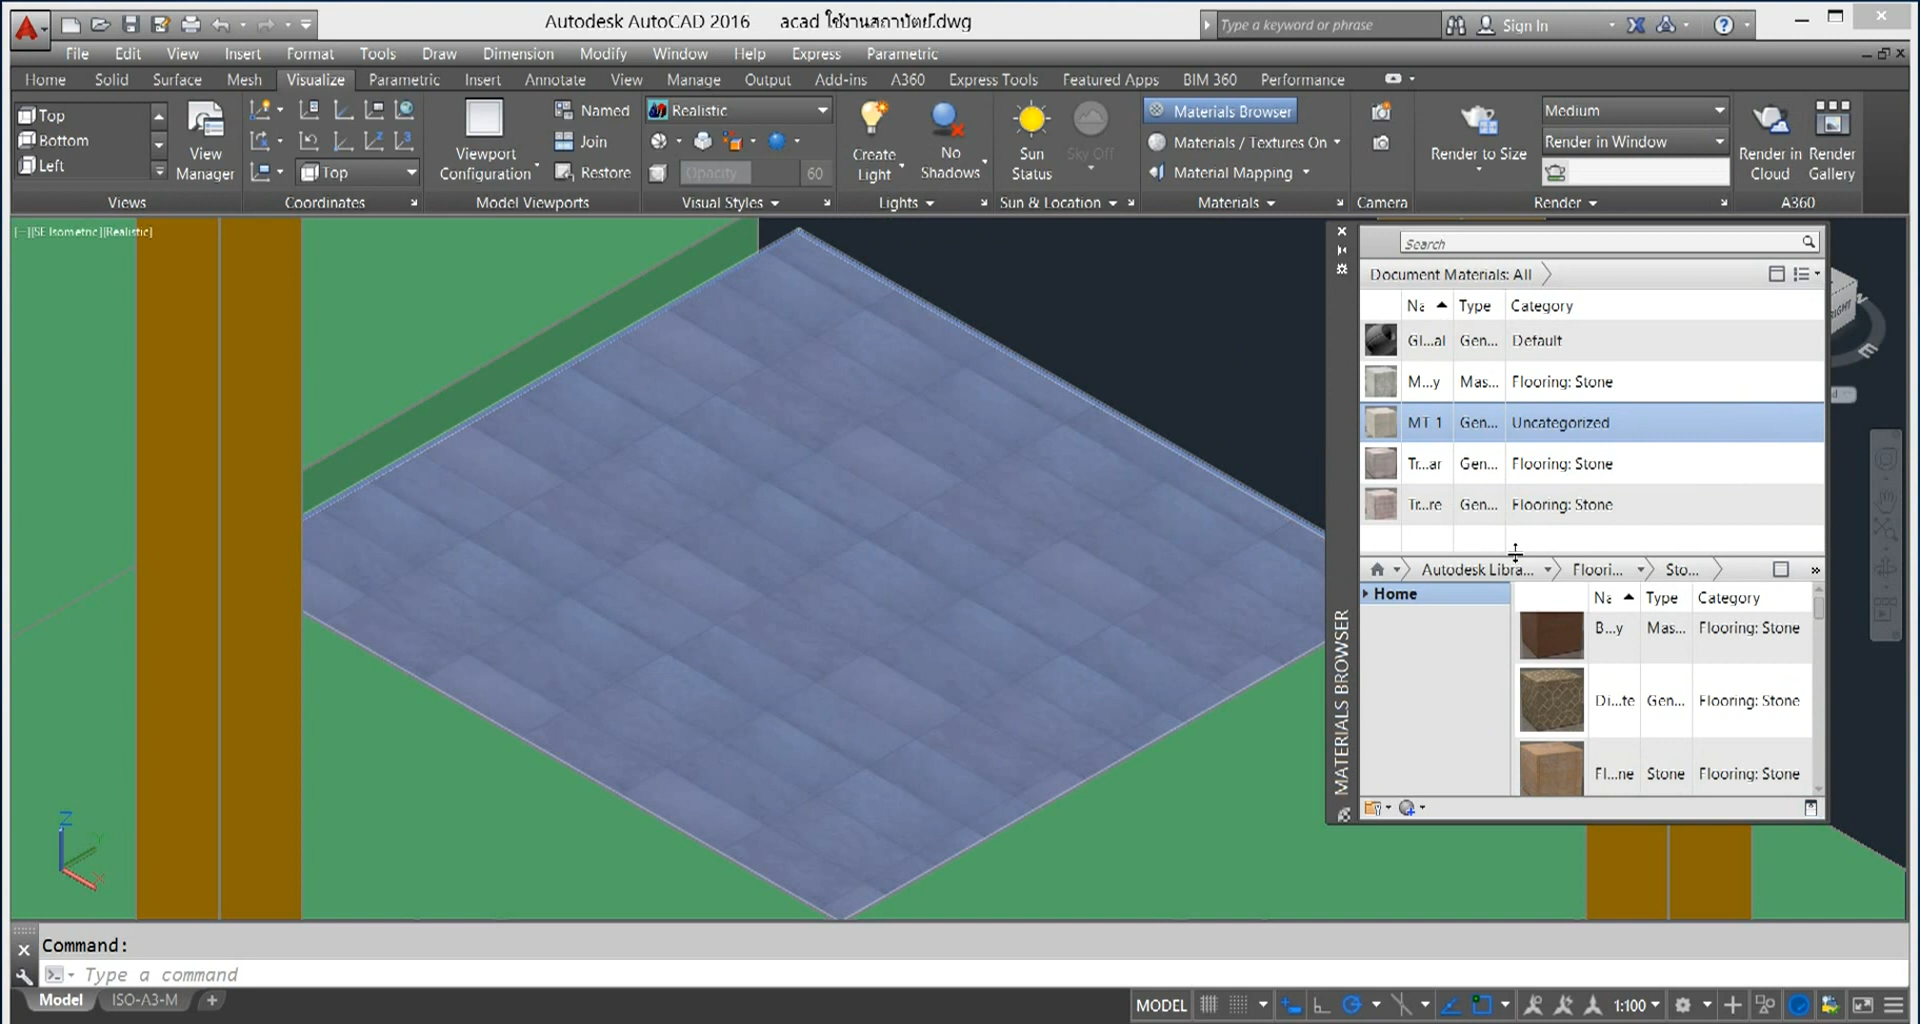 Autodesk AutoCAD 2016 acad ใช้งานสถาปัตย์.dwg
Type a keyword or phrase
Sign In
File Edit View Insert Format Tools Draw Dimension Modify Window Help Express Parametric
Home Solid Surface Mesh Visualize Parametric Insert Annotate View Manage Output Add-ins A360 Express Tools Featured Apps BIM 360 Performance
Top
Bottom
Left
View
Manager
Views
Top
Coordinates
Viewport
Configuration
Named
Join
Restore
Model Viewports
Realistic
Opacity 60
Visual Styles
Create
Light
No
Shadows
Lights
Sun
Status
Sky Off
Sun & Location
Materials Browser
Materials / Textures On
Material Mapping
Materials
Camera
Render to Size
Medium
Render in Window
Render
Render in
Cloud
Render
Gallery
A360
[−][SE Isometric][Realistic]
Search
Document Materials: All
Na Type Category
Gl...al Gen... Default
M...y Mas... Flooring: Stone
MT 1 Gen... Uncategorized
Tr...ar Gen... Flooring: Stone
Tr...re Gen... Flooring: Stone
Autodesk Libra... Floori... Sto... »
Home
Na Type Category
B...y Mas... Flooring: Stone
Di...te Gen... Flooring: Stone
Fl...ne Stone Flooring: Stone
MATERIALS BROWSER
RIGHT
E
Z
Y
X
Command:
Type a command
Model ISO-A3-M +
MODEL
1:100